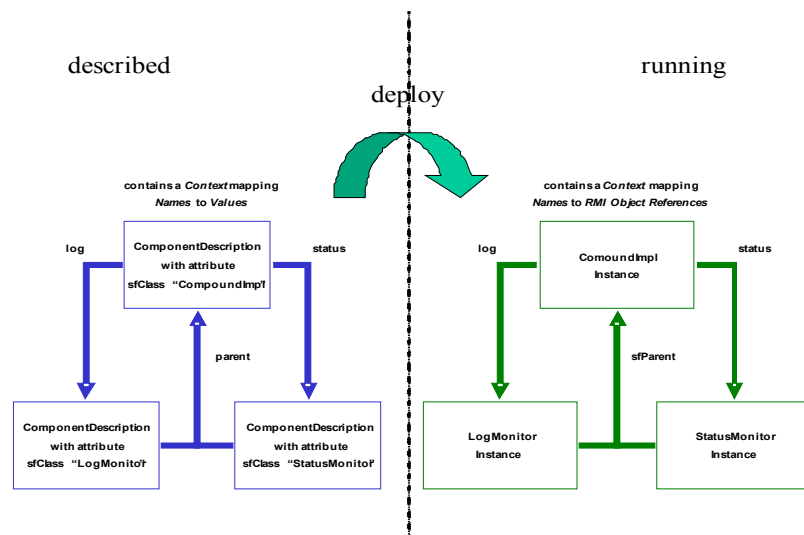 described
running
deploy
contains a Context mapping
Names to Values
contains a Context mapping
Names to RMI Object References
log
ComponentDescription
with attribute
sfClass "CompoundImpl"
status
log
ComoundImpl
Instance
status
parent
sfParent
ComponentDescription
with attribute
sfClass "LogMonitor"
ComponentDescription
with attribute
sfClass "StatusMonitor"
LogMonitor
Instance
StatusMonitor
Instance